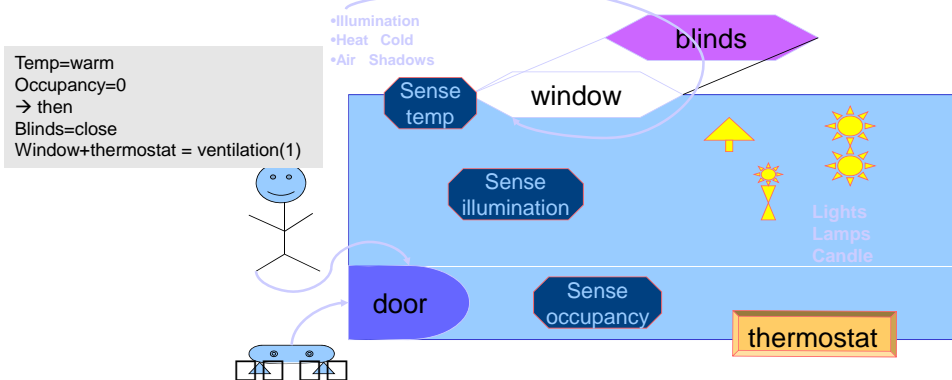 •Illumination
•Heat Cold
•Air Shadows
blinds
Temp=warm
Occupancy=0
→ then
Blinds=close
Window+thermostat = ventilation(1)
Sense
temp
window
Sense
illumination
Lights
Lamps
Candle
door
Sense
occupancy
thermostat